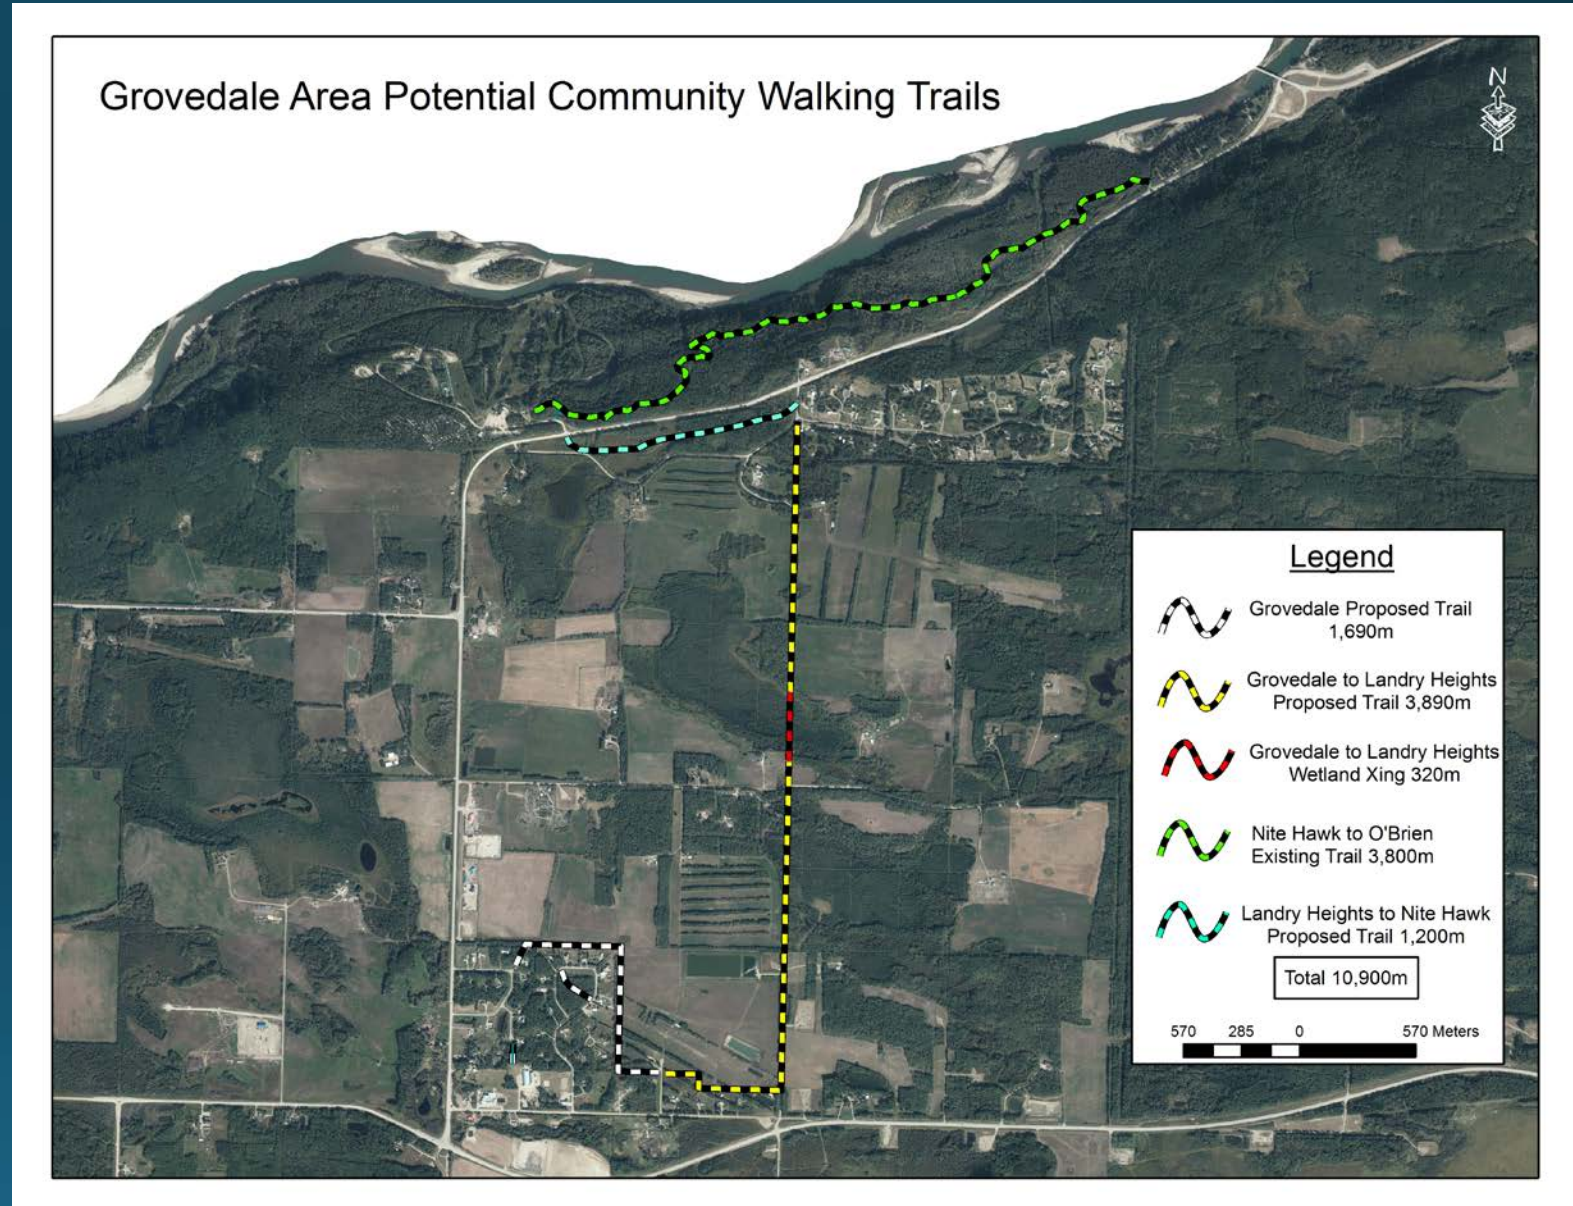 Grovedale Area Potential Community Walking Trails
N
Legend
Grovedale Proposed Trail
1,690m
Grovedale to Landry Heights
Proposed Trail 3,890m
Grovedale to Landry Heights
Wetland Xing 320m
Nite Hawk to O'Brien
Existing Trail 3,800m
Landry Heights to Nite Hawk
Proposed Trail 1,200m
Total 10,900m
570 285 0 570 Meters